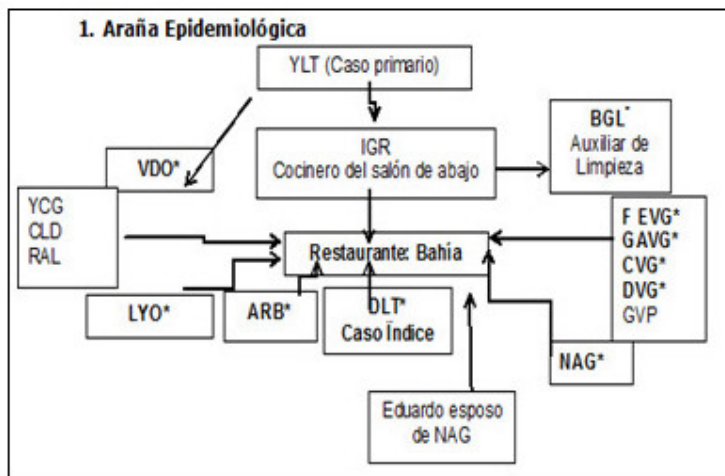 1. Araña Epidemiológica
YLT (Caso primario)
IGR
Cocinero del salón de abajo
BGL*
Auxiliar de
Limpieza
VDO*
YCG
CLD
RAL
F EVG*
GAVG*
CVG*
DVG*
GVP
Restaurante: Bahía
LYO*
ARB*
DLT*
Caso Índice
NAG*
Eduardo esposo
de NAG